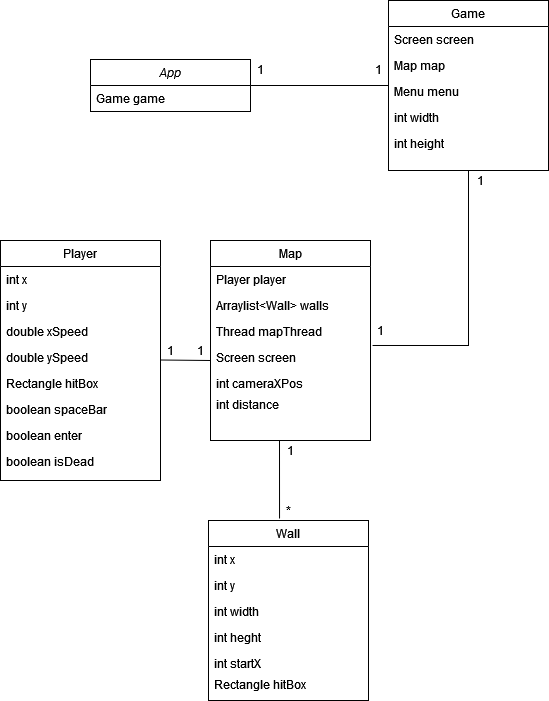 Game
Screen screen
Map map
Menu menu
int width
int height
App
Game game
1
1
1
Player
int x
int y
double xSpeed
double ySpeed
Rectangle hitBox
boolean spaceBar
boolean enter
boolean isDead
1
1
Map
Player player
Arraylist<Wall> walls
Thread mapThread
Screen screen
int cameraXPos
int distance
1
1
*
Wall
int x
int y
int width
int heght
int startX
Rectangle hitBox